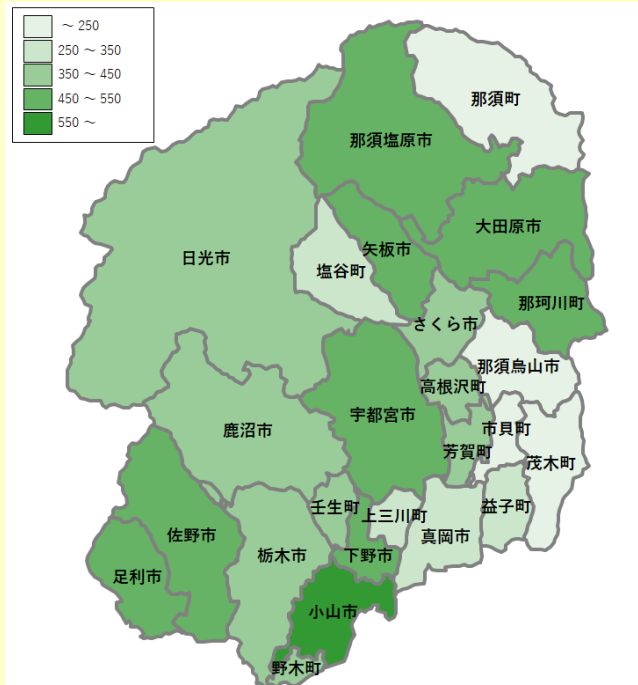 ～ 250
250 ～ 350
350 ～ 450
450 ～ 550
550 ～
那須町
那須塩原市
大田原市
矢板市
日光市
塩谷町
那珂川町
さくら市
那須烏山市
高根沢町
宇都宮市
鹿沼市
市貝町
芳賀町
茂木町
壬生町
上三川町
益子町
佐野市
真岡市
栃木市
下野市
足利市
小山市
野木町